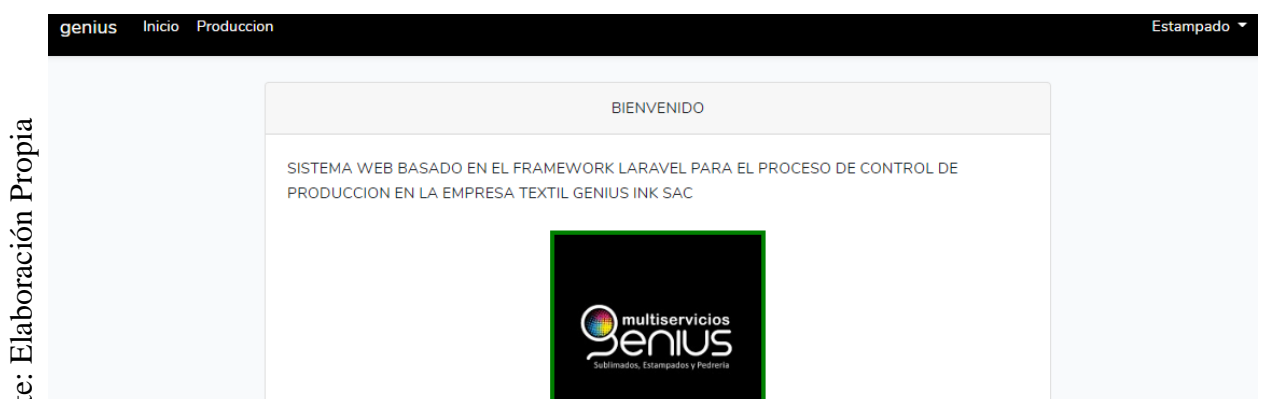 genius Inicio Produccion Estampado
BIENVENIDO
SISTEMA WEB BASADO EN EL FRAMEWORK LARAVEL PARA EL PROCESO DE CONTROL DE
PRODUCCION EN LA EMPRESA TEXTIL GENIUS INK SAC
multiservicios
genius
Sublimados, Estampados y Pedreria
Elaboración Propia